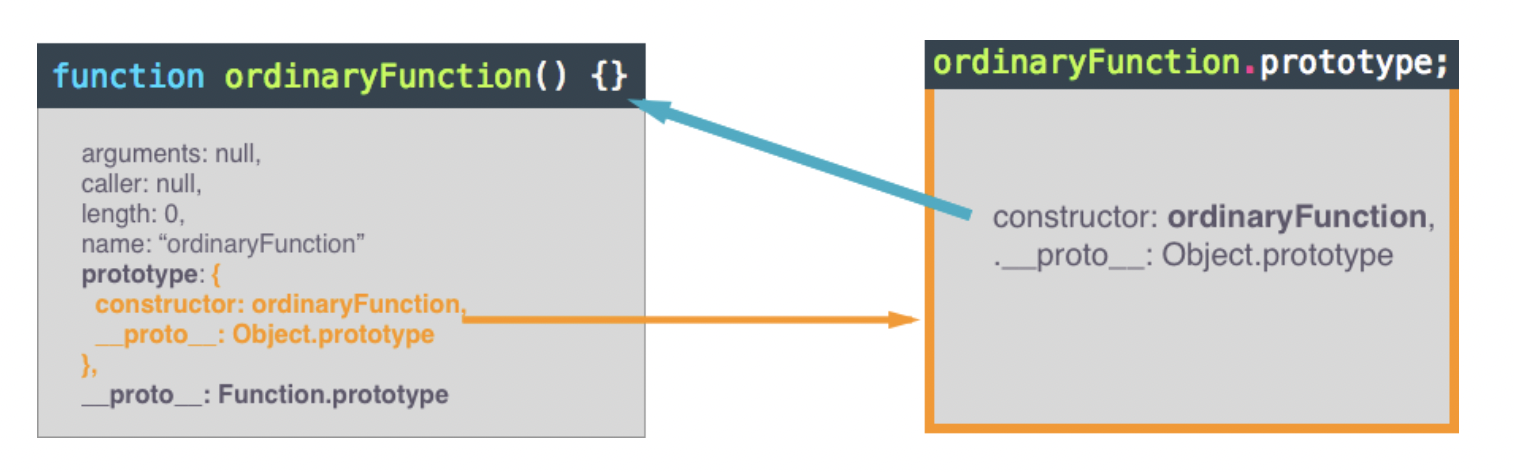 function ordinaryFunction() {}
arguments: null,
caller: null,
length: 0,
name: “ordinaryFunction”
prototype: {
constructor: ordinaryFunction,
__proto__: Object.prototype
},
__proto__: Function.prototype
ordinaryFunction.prototype;
constructor: ordinaryFunction,
.__proto__: Object.prototype